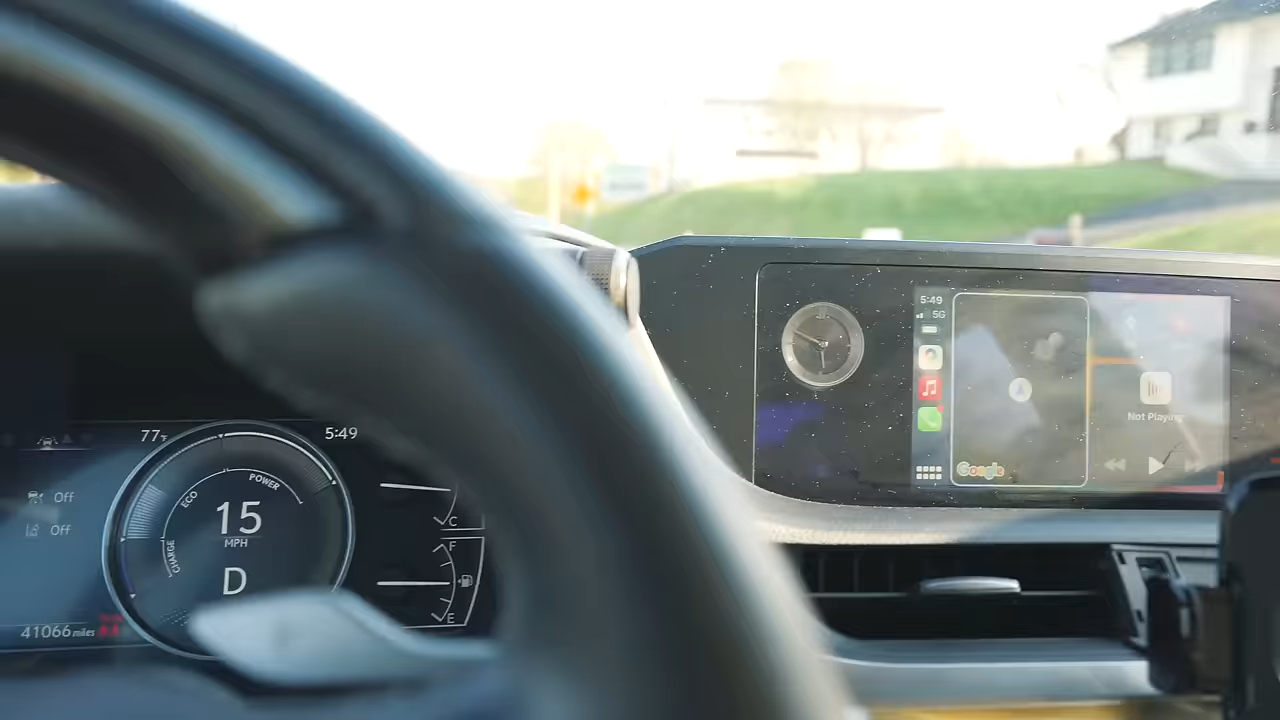 77°F
5:49
Off
Off
ECO
POWER
CHARGE
15
MPH
D
41066 miles
C
F
E
5:49
5G
Google
Not Playing